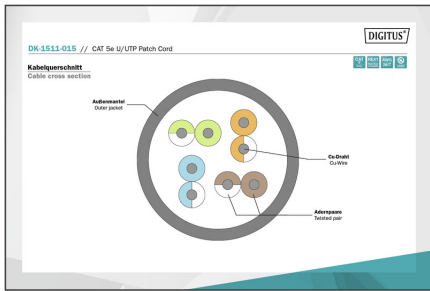 DIGITUS®
DK-1511-015 // CAT 5e U/UTP Patch Cord
Kabelquerschnitt
Cable cross section
Außenmantel
Outer jacket
Cu-Draht
Cu-Wire
Adernpaare
Twisted pair